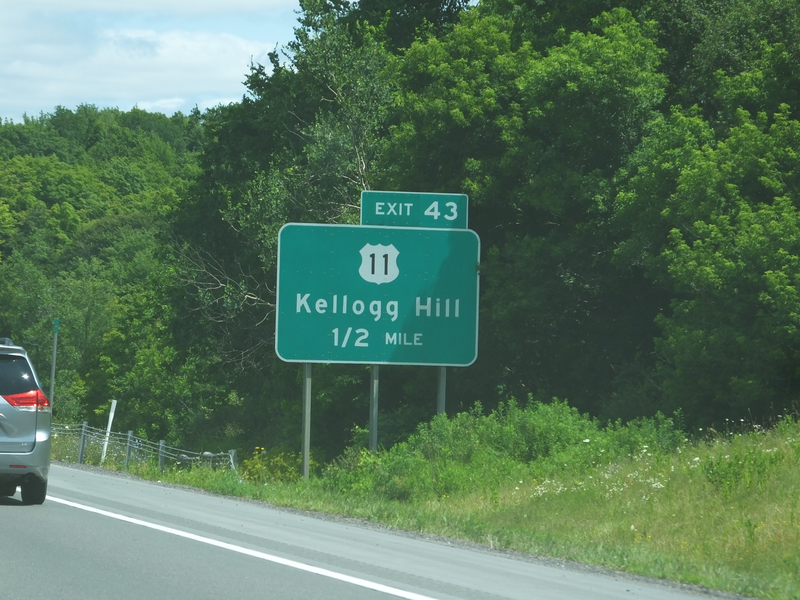 EXIT 43
11
Kellogg Hill
1/2 MILE